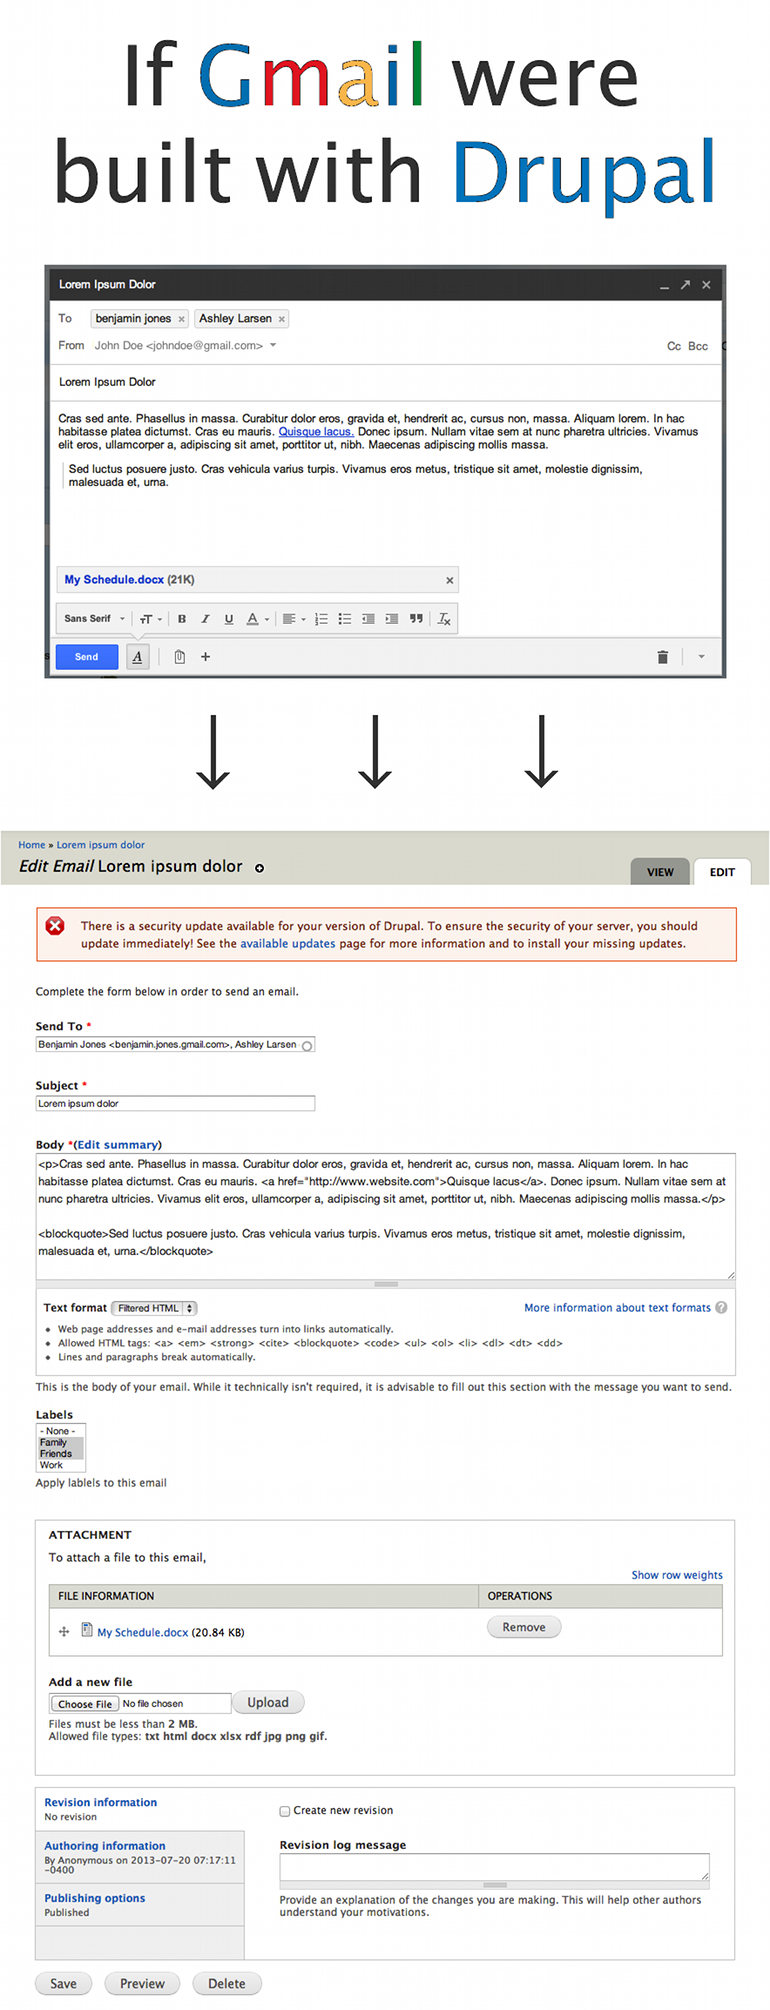 If Gmail were
built with Drupal
Lorem Ipsum Dolor
To benjamin jones × Ashley Larsen ×
From John Doe <johndoe@gmail.com> Cc Bcc
Lorem Ipsum Dolor
Cras sed ante. Phasellus in massa. Curabitur dolor eros, gravida et, hendrerit ac, cursus non, massa. Aliquam lorem. In hac
habitasse platea dictumst. Cras eu mauris. Quisque lacus. Donec ipsum. Nullam vitae sem at nunc pharetra ultricies. Vivamus
elit eros, ullamcorper a, adipiscing sit amet, porttitor ut, nibh. Maecenas adipiscing mollis massa.
Sed luctus posuere justo. Cras vehicula varius turpis. Vivamus eros metus, tristique sit amet, molestie dignissim,
malesuada et, urna.
My Schedule.docx (21K) ×
Sans Serif TT B I U A
Send A +
Home » Lorem ipsum dolor
Edit Email Lorem ipsum dolor
VIEW EDIT
There is a security update available for your version of Drupal. To ensure the security of your server, you should
update immediately! See the available updates page for more information and to install your missing updates.
Complete the form below in order to send an email.
Send To *
Benjamin Jones <benjamin.jones.gmail.com>, Ashley Larsen
Subject *
Lorem ipsum dolor
Body *(Edit summary)
<p>Cras sed ante. Phasellus in massa. Curabitur dolor eros, gravida et, hendrerit ac, cursus non, massa. Aliquam lorem. In hac
habitasse platea dictumst. Cras eu mauris. <a href="http://www.website.com">Quisque lacus</a>. Donec ipsum. Nullam vitae sem at
nunc pharetra ultricies. Vivamus elit eros, ullamcorper a, adipiscing sit amet, porttitor ut, nibh. Maecenas adipiscing mollis massa.</p>
<blockquote>Sed luctus posuere justo. Cras vehicula varius turpis. Vivamus eros metus, tristique sit amet, molestie dignissim,
malesuada et, urna.</blockquote>
Text format Filtered HTML More information about text formats ?
• Web page addresses and e-mail addresses turn into links automatically.
• Allowed HTML tags: <a> <em> <strong> <cite> <blockquote> <code> <ul> <ol> <li> <dl> <dt> <dd>
• Lines and paragraphs break automatically.
This is the body of your email. While it technically isn't required, it is advisable to fill out this section with the message you want to send.
Labels
- None -
Family
Friends
Work
Apply lablels to this email
ATTACHMENT
To attach a file to this email,
Show row weights
FILE INFORMATION OPERATIONS
My Schedule.docx (20.84 KB) Remove
Add a new file
Choose File No file chosen Upload
Files must be less than 2 MB.
Allowed file types: txt html docx xlsx rdf jpg png gif.
Revision information
No revision
Authoring information
By Anonymous on 2013-07-20 07:17:11
-0400
Publishing options
Published
Create new revision
Revision log message
Provide an explanation of the changes you are making. This will help other authors
understand your motivations.
Save Preview Delete